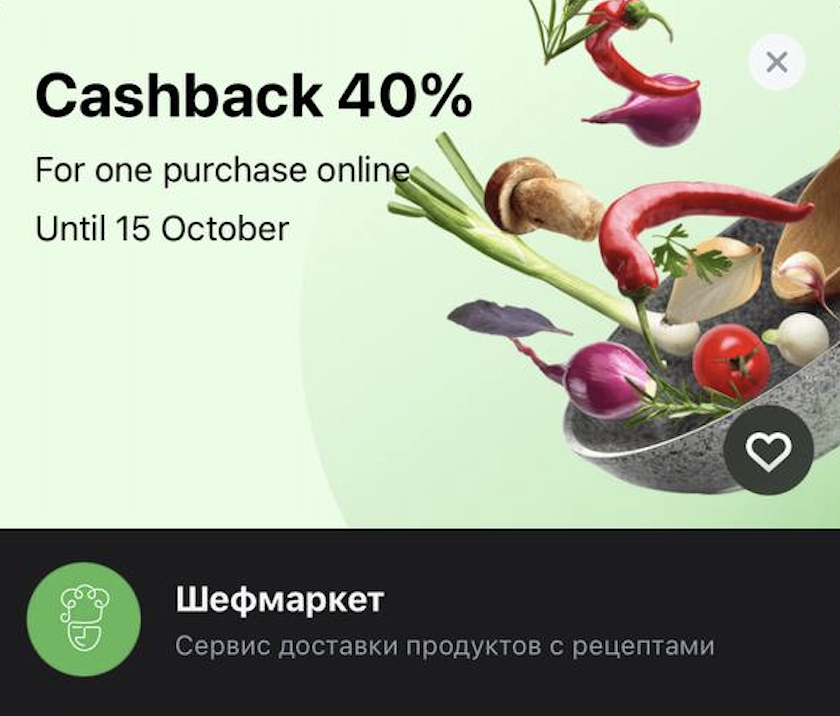 Cashback 40%
For one purchase online
Until 15 October
Шефмаркет
Сервис доставки продуктов с рецептами